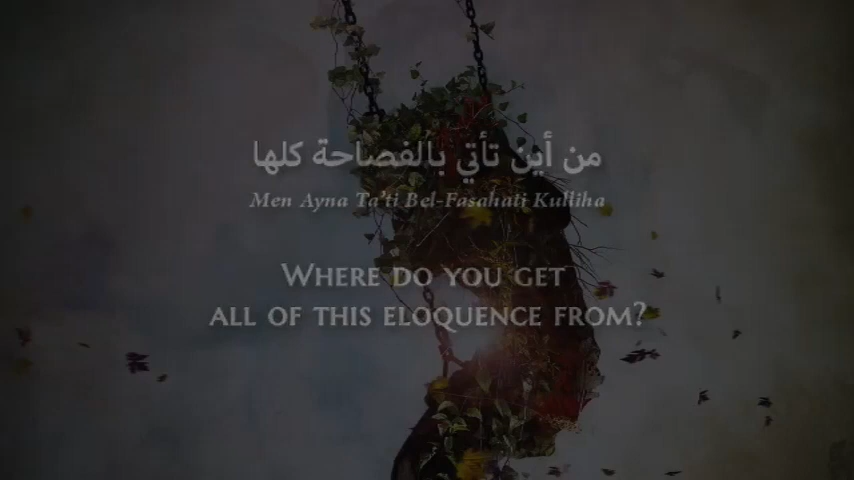 من أين تأتي بالفصاحة كلها
Men Ayna Ta'ti Bel-Fasahati Kulliha
WHERE DO YOU GET
ALL OF THIS ELOQUENCE FROM?